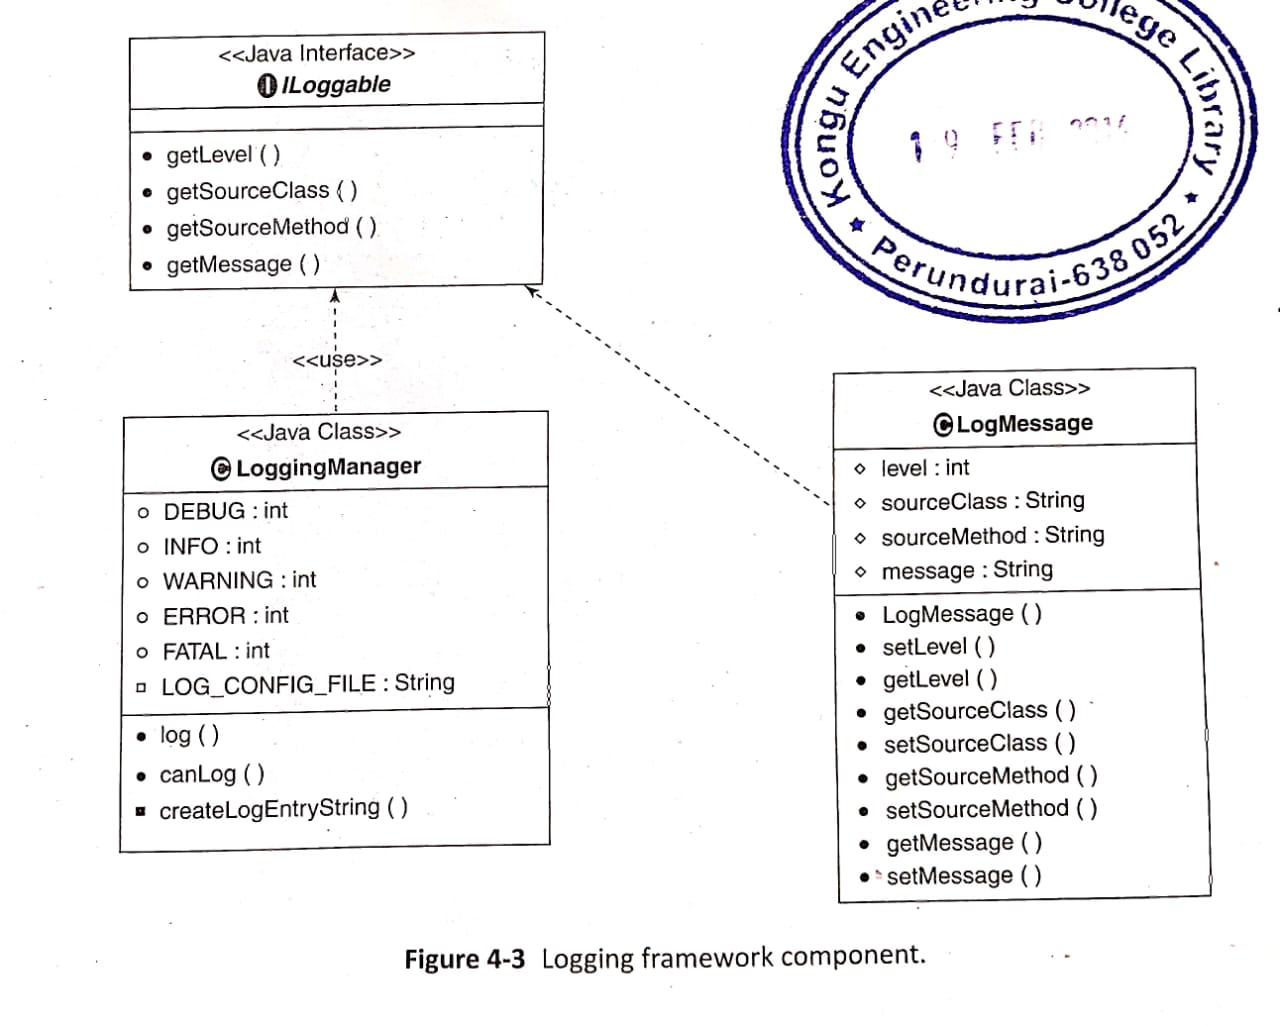 <<Java Interface>>
I ILoggable
• getLevel ( )
• getSourceClass ( )
• getSourceMethod ( )
• getMessage ( )
<<use>>
<<Java Class>>
C LoggingManager
DEBUG : int
INFO : int
WARNING : int
ERROR : int
FATAL : int
LOG_CONFIG_FILE : String
• log ( )
• canLog ( )
createLogEntryString ( )
Kongu Engineering College Library
1 9 FEB
★ Perundurai-638 052 ★
<<Java Class>>
C LogMessage
level : int
sourceClass : String
sourceMethod : String
message : String
• LogMessage ( )
• setLevel ( )
• getLevel ( )
• getSourceClass ( )
• setSourceClass ( )
• getSourceMethod ( )
• setSourceMethod ( )
• getMessage ( )
• setMessage ( )
Figure 4-3 Logging framework component.